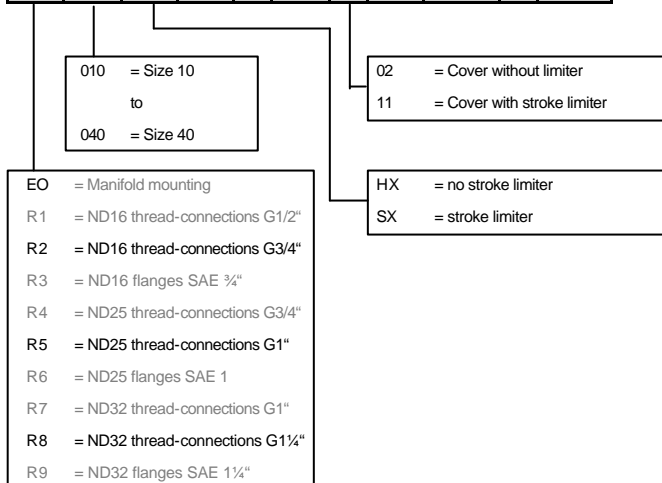 010 = Size 10
to
040 = Size 40
02 = Cover without limiter
11 = Cover with stroke limiter
EO = Manifold mounting
R1 = ND16 thread-connections G1/2“
R2 = ND16 thread-connections G3/4“
R3 = ND16 flanges SAE ¾“
R4 = ND25 thread-connections G3/4“
R5 = ND25 thread-connections G1“
R6 = ND25 flanges SAE 1
R7 = ND32 thread-connections G1“
R8 = ND32 thread-connections G1¼“
R9 = ND32 flanges SAE 1¼“
HX = no stroke limiter
SX = stroke limiter